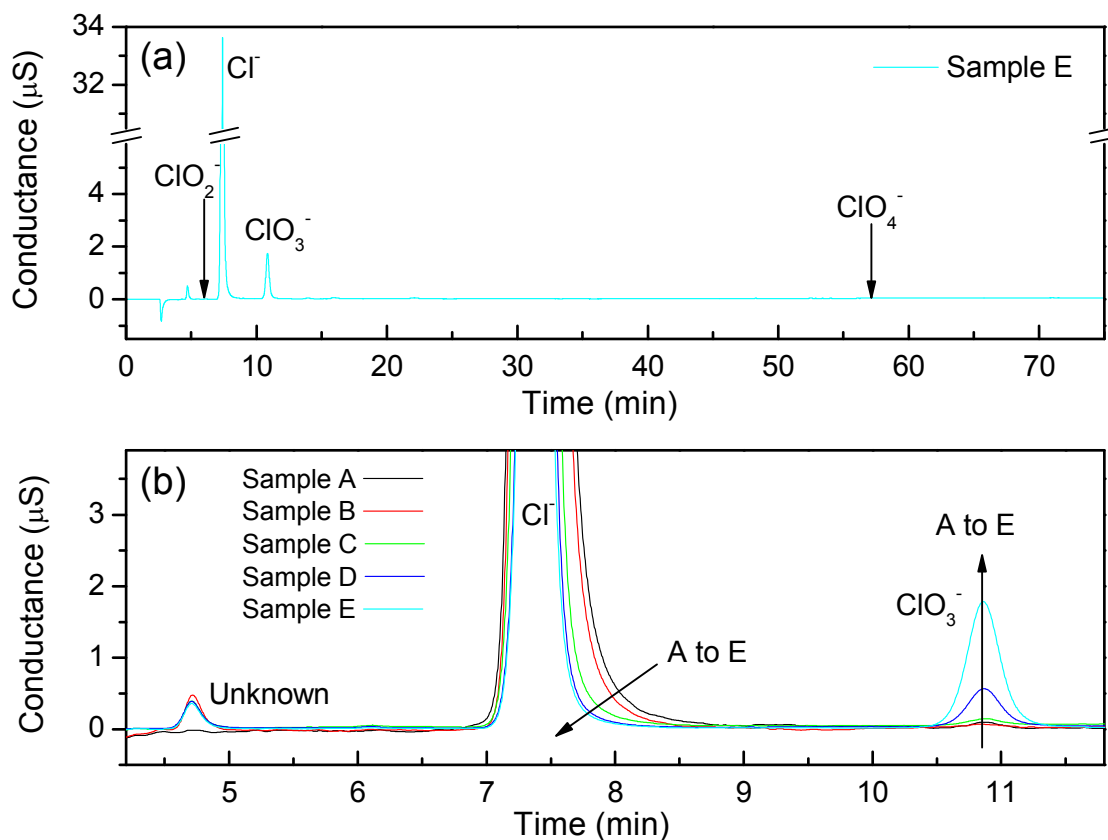 (a)
Cl⁻
Sample E
ClO₂⁻
ClO₃⁻
ClO₄⁻
Conductance (μS)
34
32
4
2
0
0 10 20 30 40 50 60 70
Time (min)
(b)
Sample A
Sample B
Sample C
Sample D
Sample E
Cl⁻
A to E
ClO₃⁻
A to E
Unknown
Conductance (μS)
3
2
1
0
5 6 7 8 9 10 11
Time (min)